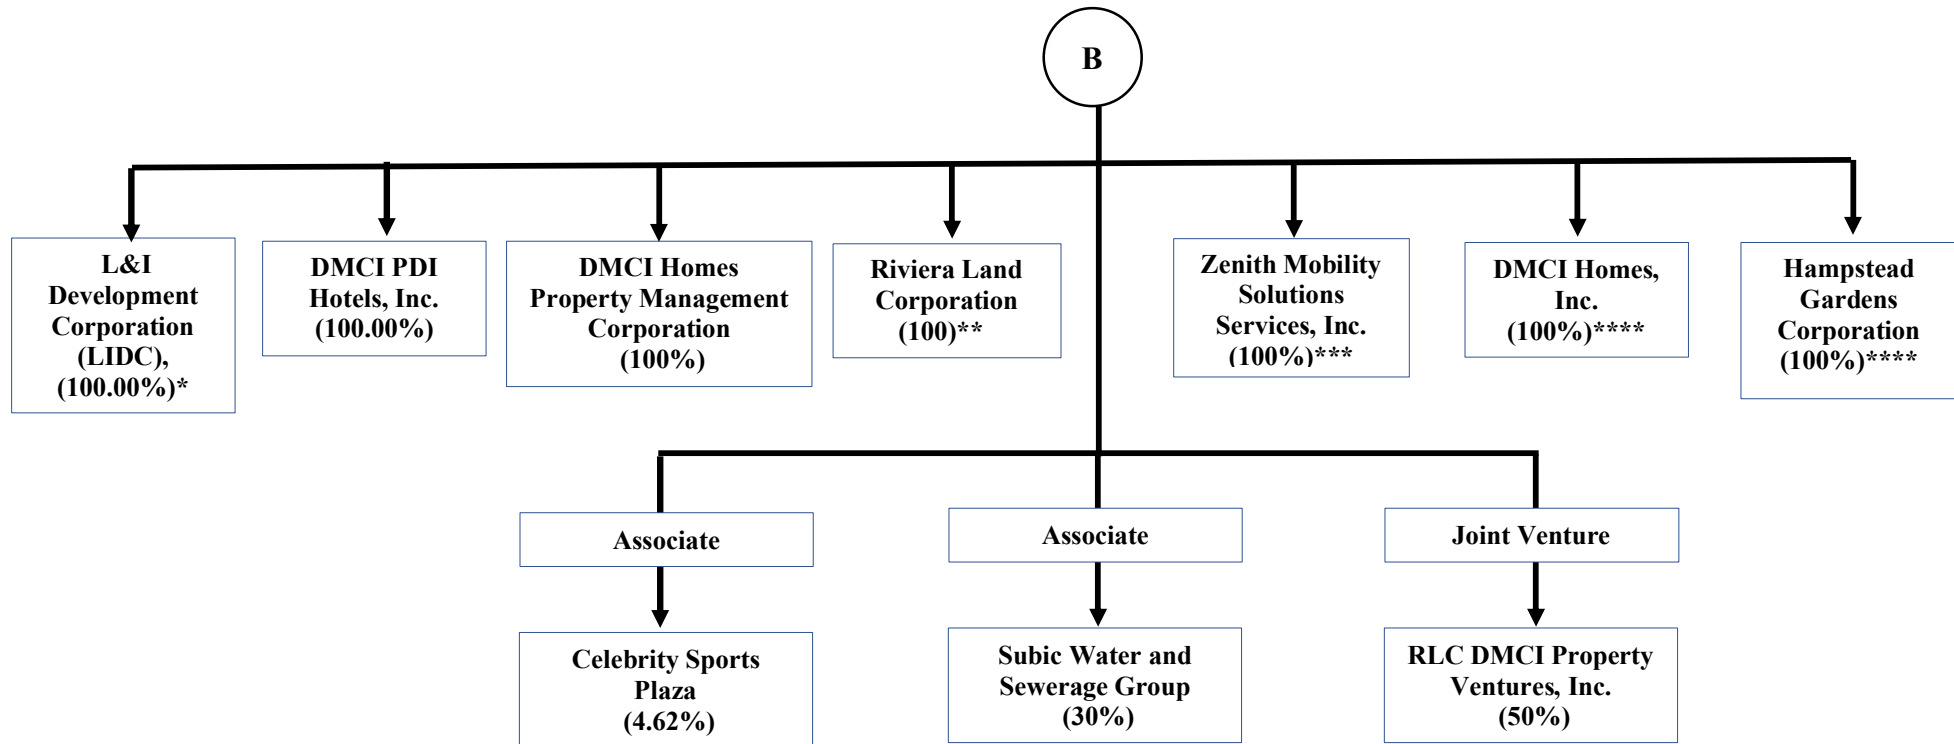 B
L&I
Development
Corporation
(LIDC),
(100.00%)*
DMCI PDI
Hotels, Inc.
(100.00%)
DMCI Homes
Property Management
Corporation
(100%)
Riviera Land
Corporation
(100)**
Zenith Mobility
Solutions
Services, Inc.
(100%)***
DMCI Homes,
Inc.
(100%)****
Hampstead
Gardens
Corporation
(100%)****
Associate
Associate
Joint Venture
Celebrity Sports
Plaza
(4.62%)
Subic Water and
Sewerage Group
(30%)
RLC DMCI Property
Ventures, Inc.
(50%)